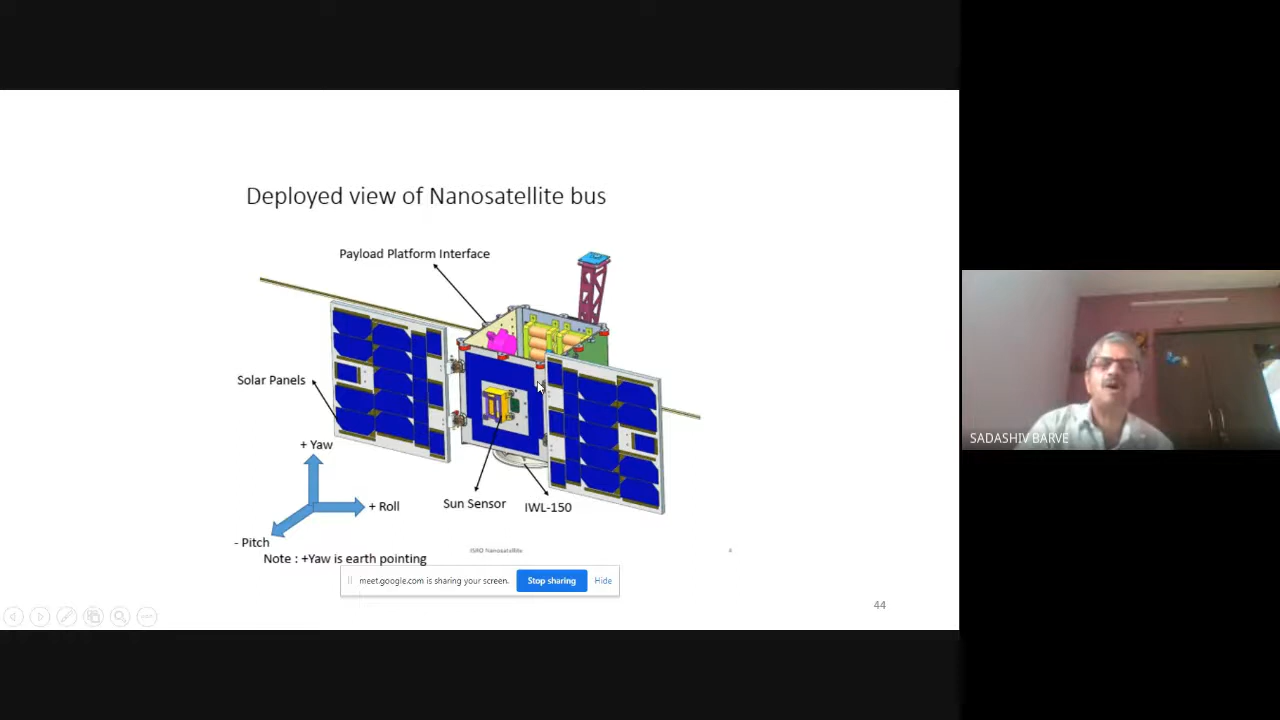 Deployed view of Nanosatellite bus
Payload Platform Interface
Solar Panels
+ Yaw
+ Roll
Sun Sensor
IWL-150
- Pitch
Note : +Yaw is earth pointing
ISRO Nanosatellite
4
meet.google.com is sharing your screen.
Stop sharing
Hide
44
SADASHIV BARVE